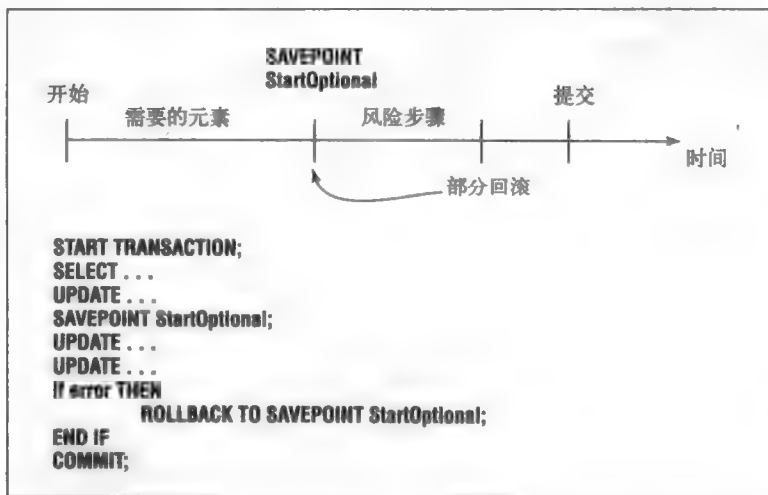 SAVEPOINT
StartOptional
开始
提交
需要的元素
风险步骤
时间
部分回滚
START TRANSACTION;
SELECT . . .
UPDATE . . .
SAVEPOINT StartOptional;
UPDATE . . .
UPDATE . . .
If error THEN
ROLLBACK TO SAVEPOINT StartOptional;
END IF
COMMIT;